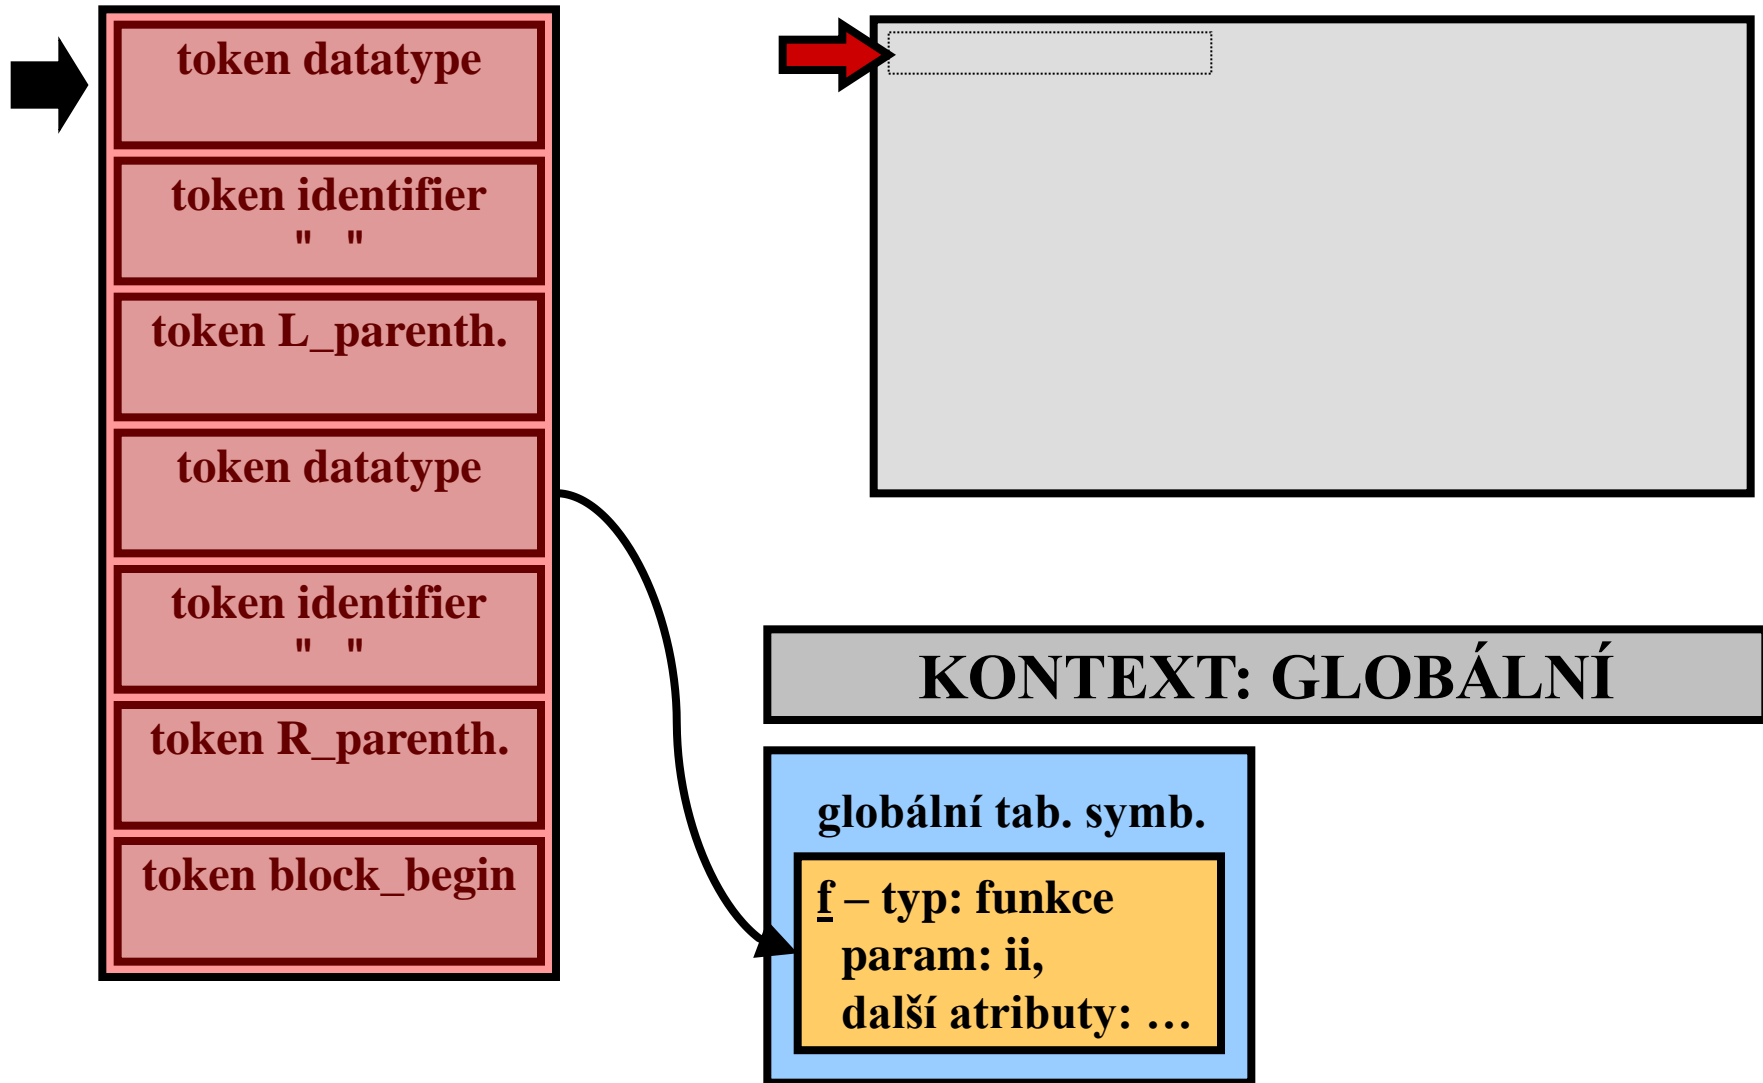 token datatype
token identifier
" "
token L_parenth.
token datatype
token identifier
" "
token R_parenth.
token block_begin
KONTEXT: GLOBÁLNÍ
globální tab. symb.
f – typ: funkce
param: ii,
další atributy: …